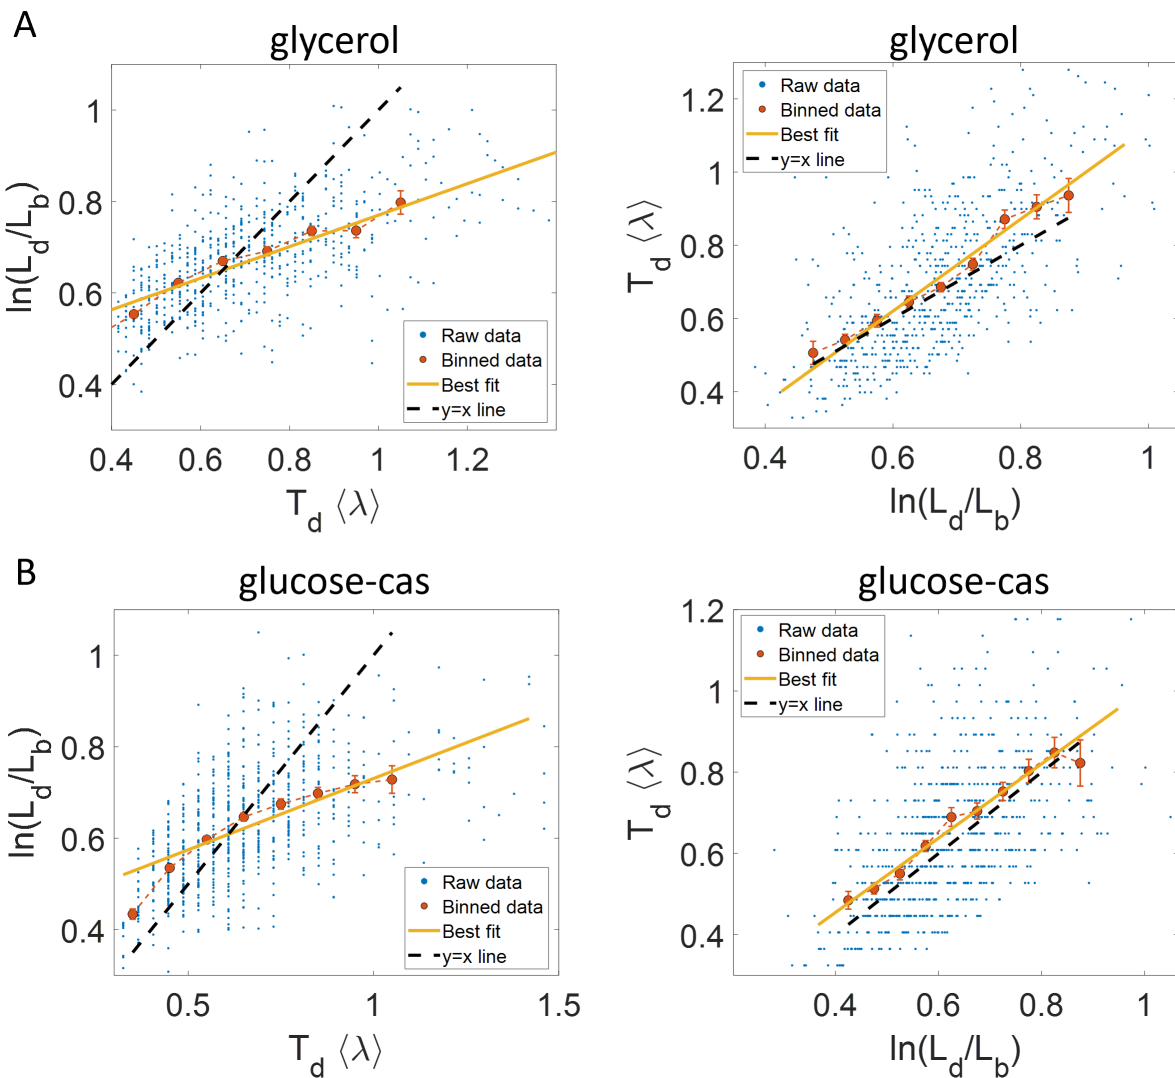 A
glycerol
ln(L_d/L_b)
1
0.8
0.6
0.4
0.4 0.6 0.8 1 1.2
T_d ⟨λ⟩
Raw data
Binned data
Best fit
y=x line
glycerol
T_d ⟨λ⟩
1.2
1
0.8
0.6
0.4
0.4 0.6 0.8 1
ln(L_d/L_b)
Raw data
Binned data
Best fit
y=x line
B
glucose-cas
ln(L_d/L_b)
1
0.8
0.6
0.4
0.5 1 1.5
T_d ⟨λ⟩
Raw data
Binned data
Best fit
y=x line
glucose-cas
T_d ⟨λ⟩
1.2
1
0.8
0.6
0.4
0.4 0.6 0.8 1
ln(L_d/L_b)
Raw data
Binned data
Best fit
y=x line